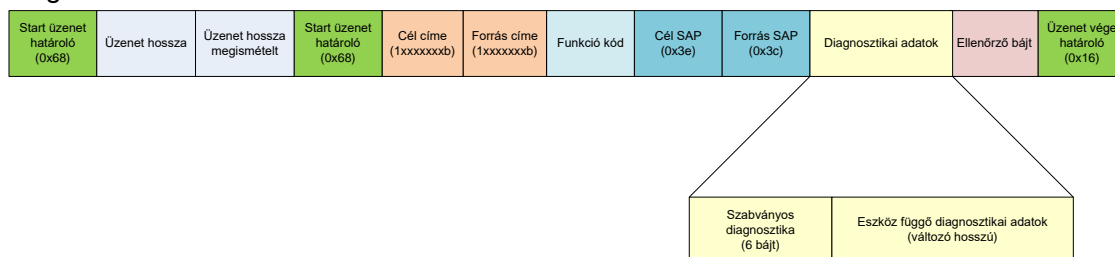 Start üzenet
határoló
(0x68)
Üzenet hossza
Üzenet hossza
megismételt
Start üzenet
határoló
(0x68)
Cél címe
(1xxxxxxxb)
Forrás címe
(1xxxxxxxb)
Funkció kód
Cél SAP
(0x3e)
Forrás SAP
(0x3c)
Diagnosztikai adatok
Ellenőrző bájt
Üzenet vége
határoló
(0x16)
Szabványos
diagnosztika
(6 bájt)
Eszköz függő diagnosztikai adatok
(változó hosszú)